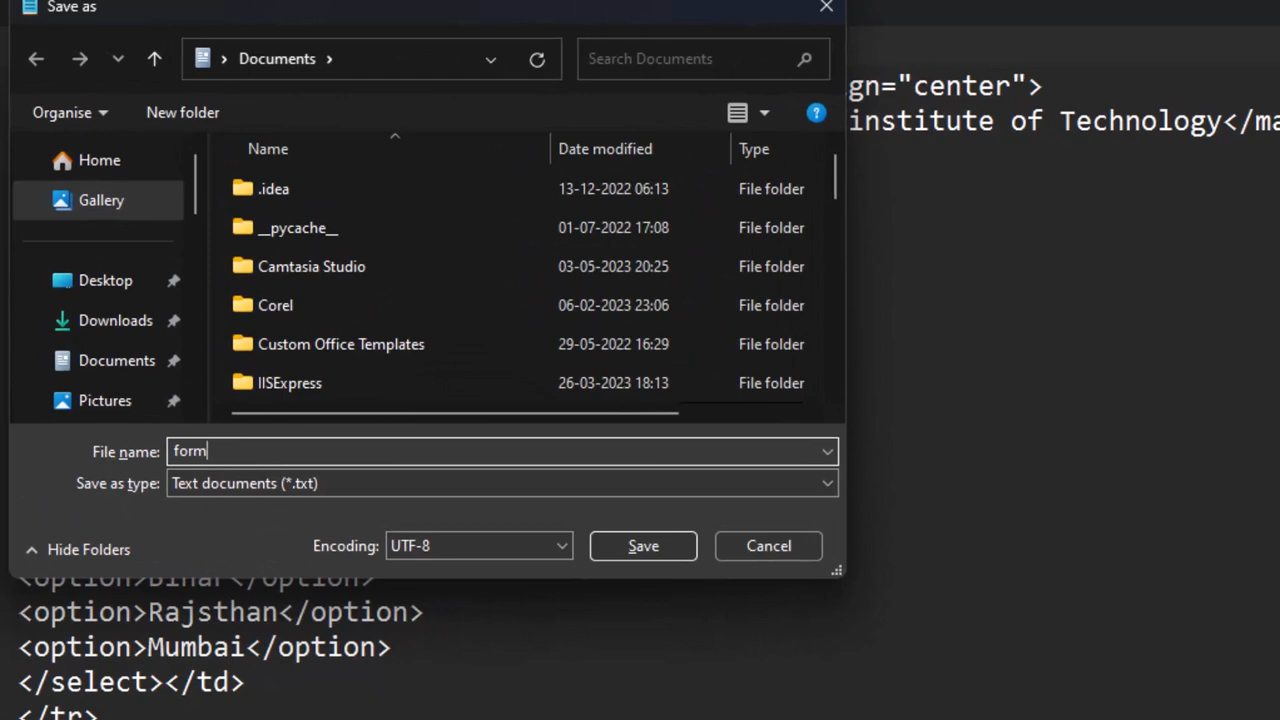 Save as
Documents
Search Documents
gn="center">
institute of Technology</ma
Organise
New folder
Name
Date modified
Type
Home
Gallery
Desktop
Downloads
Documents
Pictures
.idea
13-12-2022 06:13
File folder
__pycache__
01-07-2022 17:08
File folder
Camtasia Studio
03-05-2023 20:25
File folder
Corel
06-02-2023 23:06
File folder
Custom Office Templates
29-05-2022 16:29
File folder
IISExpress
26-03-2023 18:13
File folder
File name:
form
Save as type:
Text documents (*.txt)
Hide Folders
Encoding:
UTF-8
Save
Cancel
<option>Bihar</option>
<option>Rajsthan</option>
<option>Mumbai</option>
</select></td>
</tr>